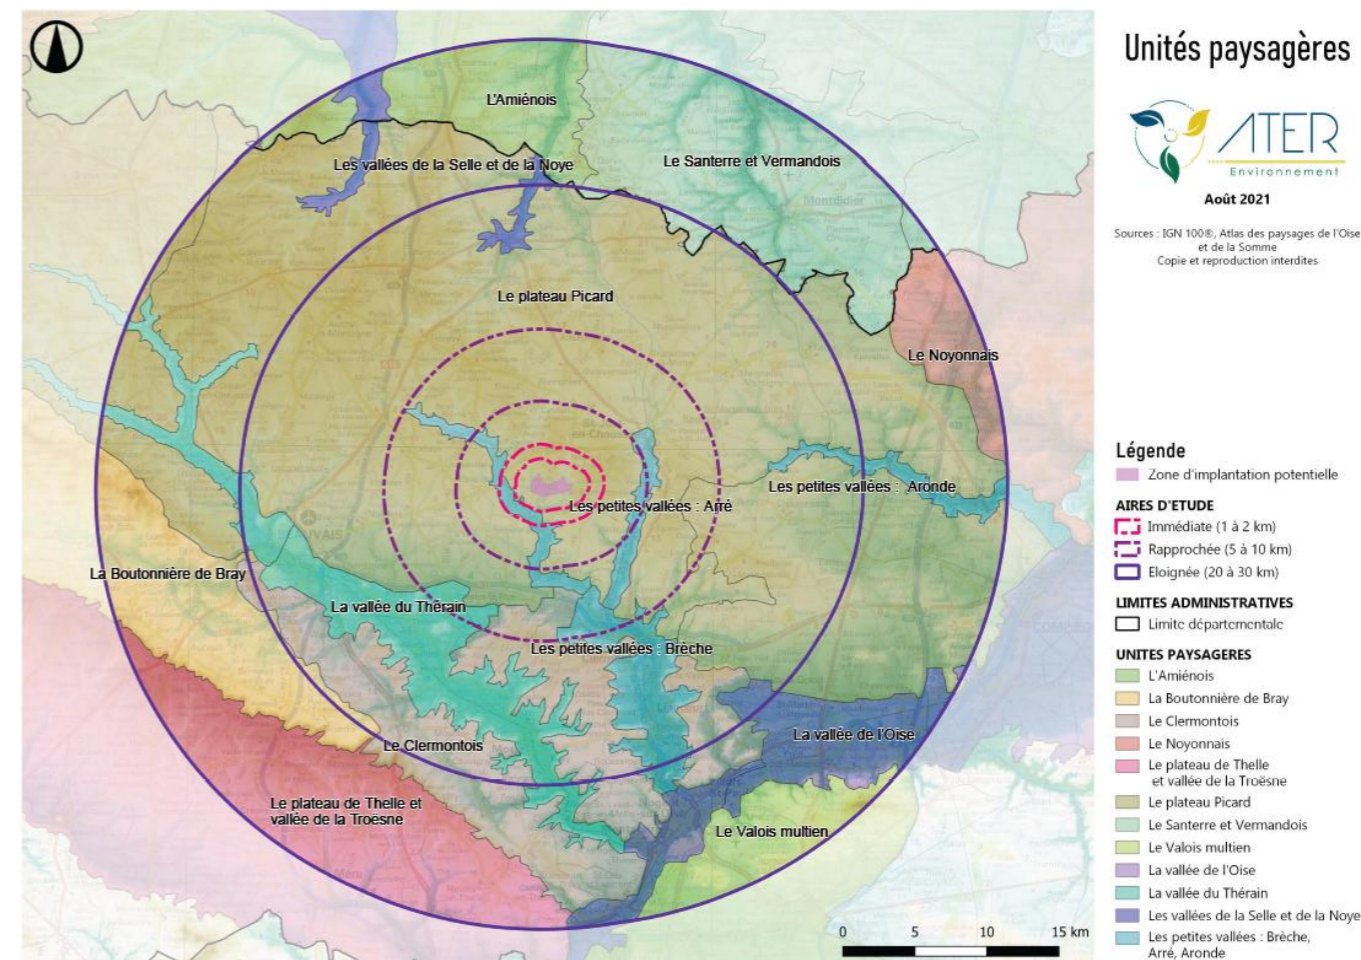 Unités paysagères
ATER
Environnement
Août 2021
Sources : IGN 100®, Atlas des paysages de l'Oise
et de la Somme
Copie et reproduction interdites
L'Amiénois
Les vallées de la Selle et de la Noye
Le Santerre et Vermandois
Montdidier
Le plateau Picard
Le Noyonnais
Les petites vallées : Aronde
Les petites vallées : Arré
La Boutonnière de Bray
La vallée du Thérain
Les petites vallées : Brèche
La vallée de l'Oise
Le Clermontois
Le plateau de Thelle et
vallée de la Troësne
Le Valois multien
Méru
0 5 10 15 km
Légende
Zone d'implantation potentielle
AIRES D'ETUDE
Immédiate (1 à 2 km)
Rapprochée (5 à 10 km)
Eloignée (20 à 30 km)
LIMITES ADMINISTRATIVES
Limite départementale
UNITES PAYSAGERES
L'Amiénois
La Boutonnière de Bray
Le Clermontois
Le Noyonnais
Le plateau de Thelle
et vallée de la Troësne
Le plateau Picard
Le Santerre et Vermandois
Le Valois multien
La vallée de l'Oise
La vallée du Thérain
Les vallées de la Selle et de la Noye
Les petites vallées : Brèche,
Arré, Aronde